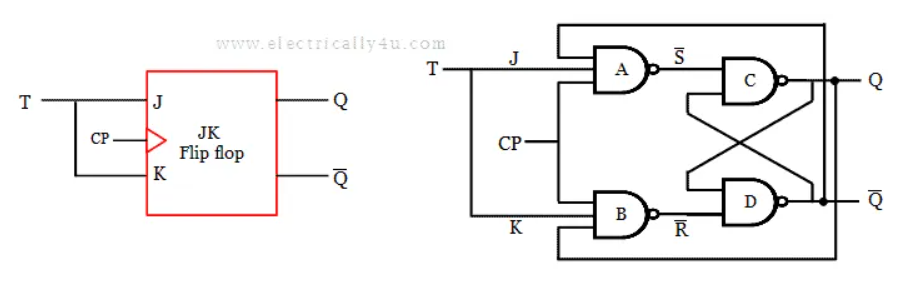 www.electrically4u.com
T
J
CP
JK
Flip flop
K
Q
Q̅
T
J
A
S̅
C
Q
CP
B
K
R̅
D
Q̅